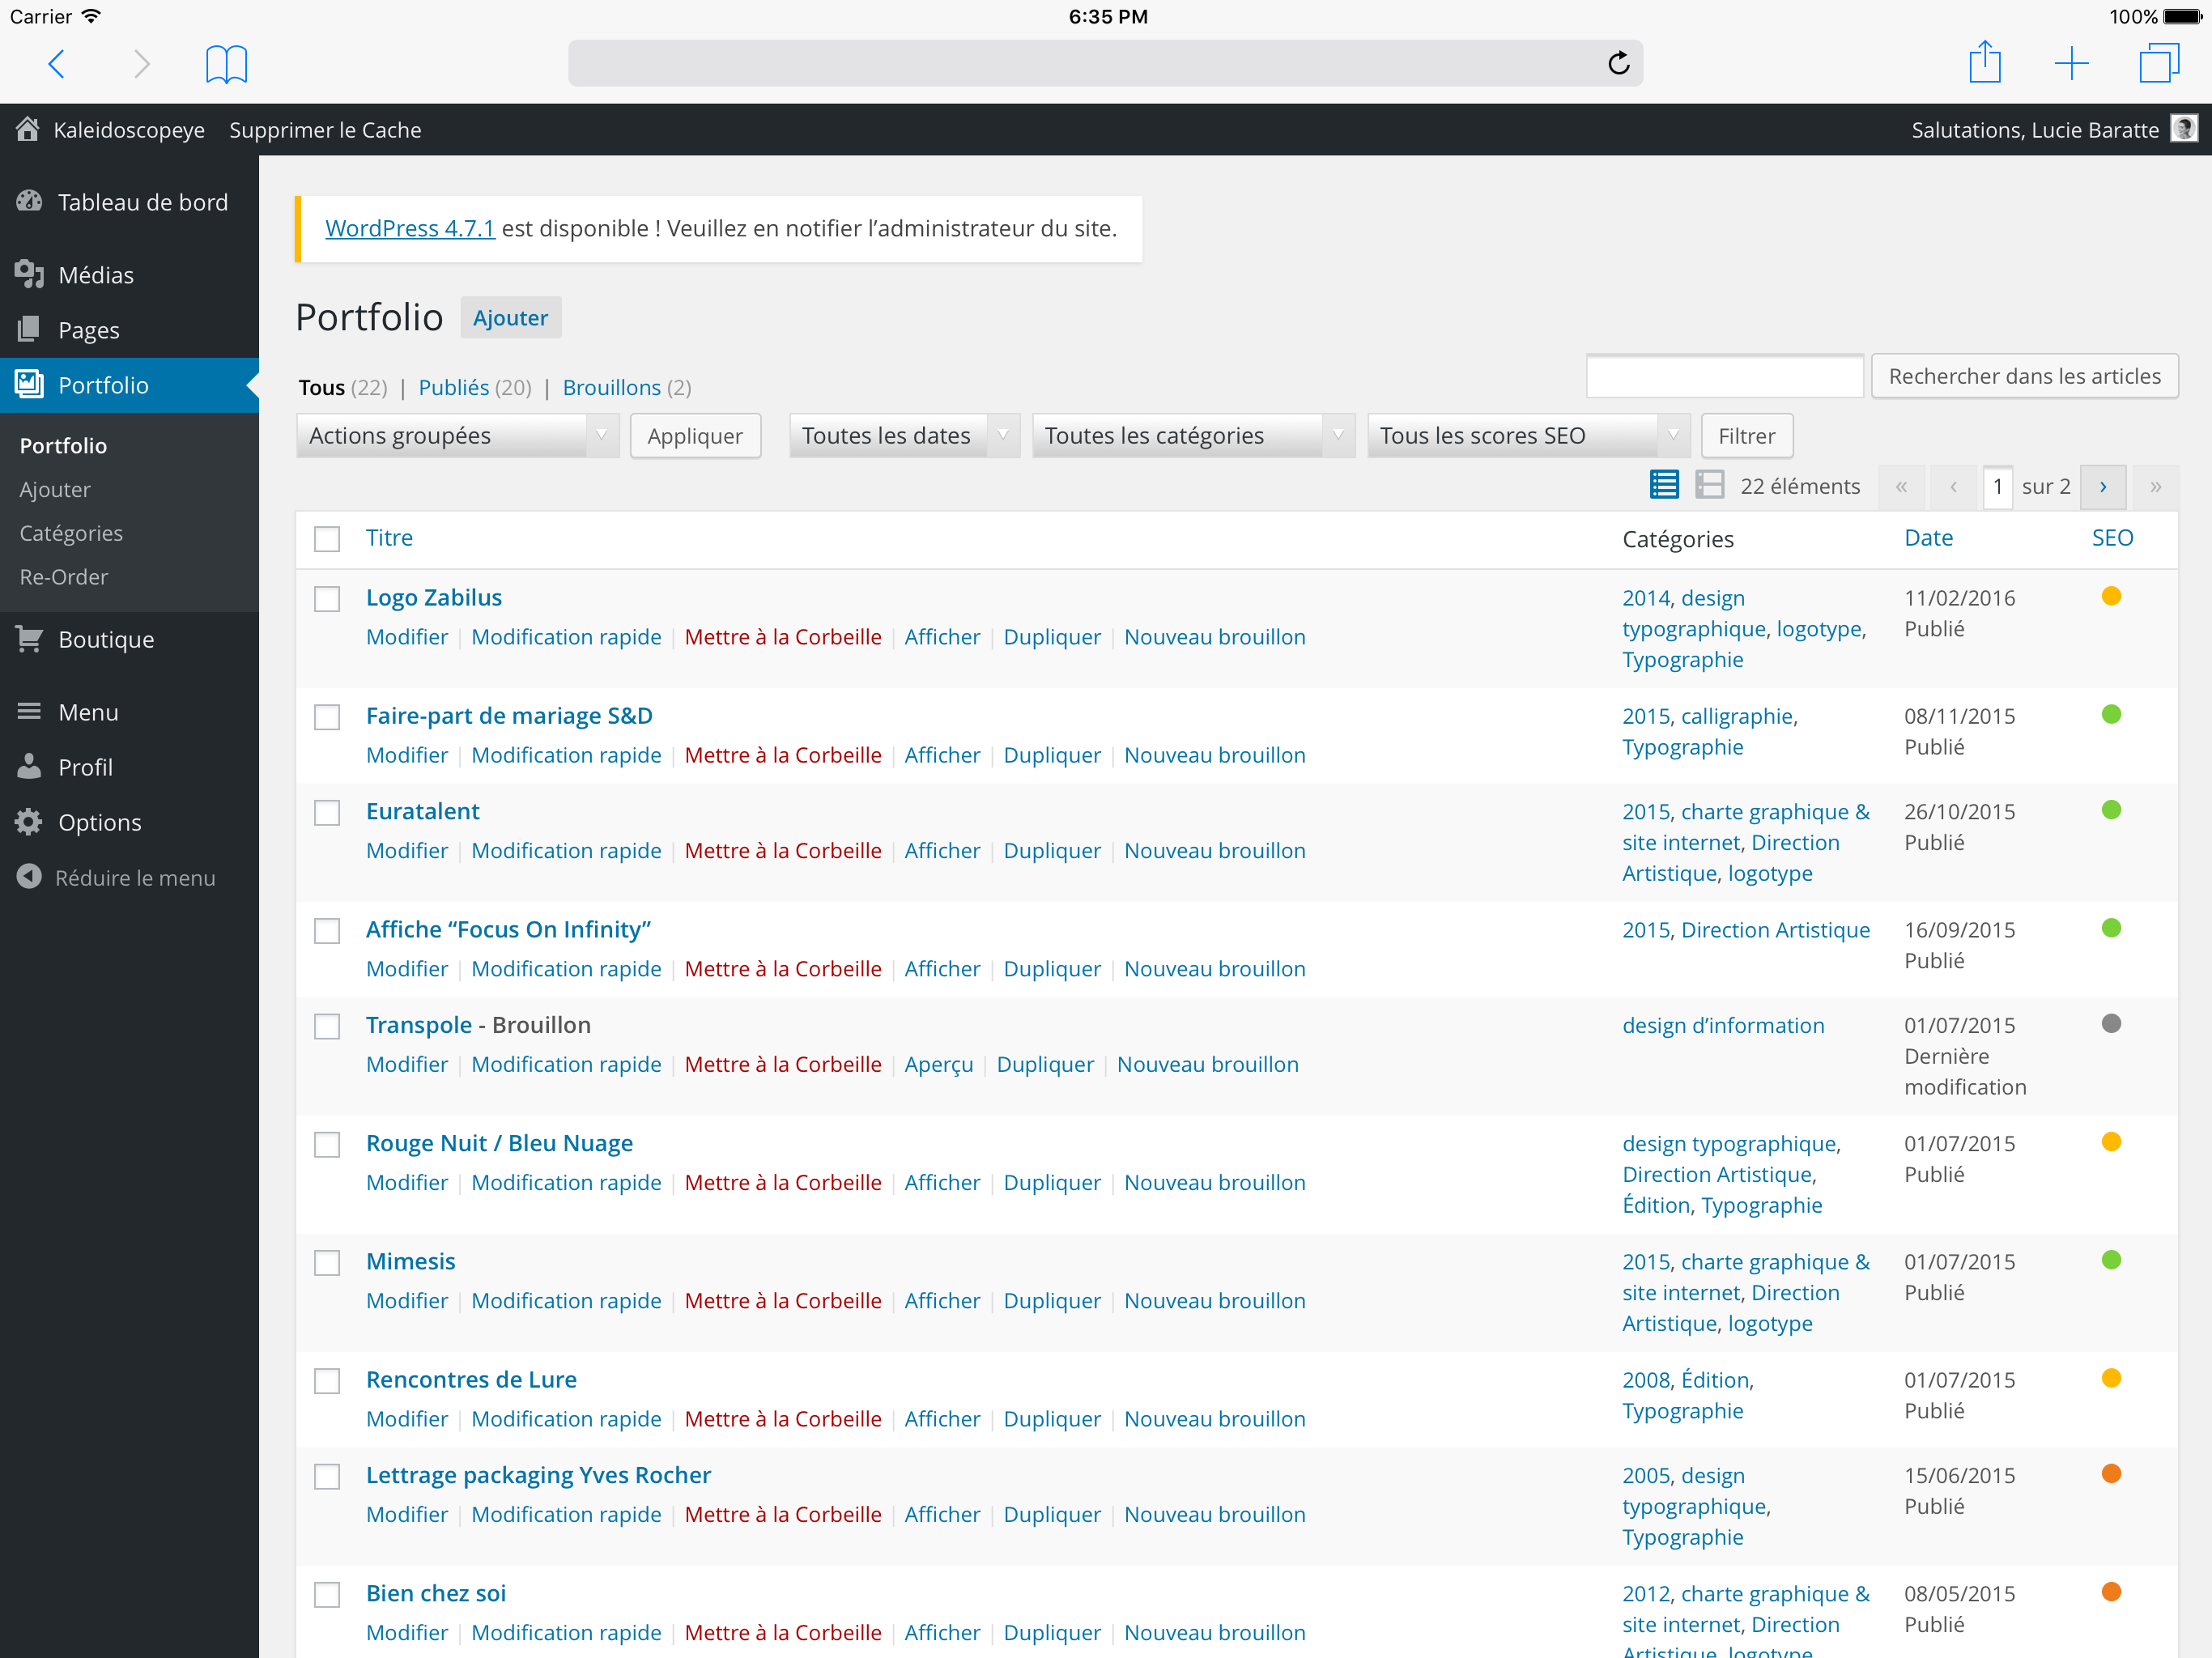 Carrier 6:35 PM 100%
Kaleidoscopeye Supprimer le Cache Salutations, Lucie Baratte
Tableau de bord
Médias
Pages
Portfolio
Portfolio
Ajouter
Catégories
Re-Order
Boutique
Menu
Profil
Options
Réduire le menu
WordPress 4.7.1 est disponible ! Veuillez en notifier l’administrateur du site.
Portfolio Ajouter
Tous (22) | Publiés (20) | Brouillons (2)
Rechercher dans les articles
Actions groupées Appliquer Toutes les dates Toutes les catégories Tous les scores SEO Filtrer
22 éléments « ‹ 1 sur 2 › »
Titre Catégories Date SEO
Logo Zabilus
Modifier | Modification rapide | Mettre à la Corbeille | Afficher | Dupliquer | Nouveau brouillon
2014, design
typographique, logotype,
Typographie
11/02/2016
Publié
Faire-part de mariage S&D
Modifier | Modification rapide | Mettre à la Corbeille | Afficher | Dupliquer | Nouveau brouillon
2015, calligraphie,
Typographie
08/11/2015
Publié
Euratalent
Modifier | Modification rapide | Mettre à la Corbeille | Afficher | Dupliquer | Nouveau brouillon
2015, charte graphique &
site internet, Direction
Artistique, logotype
26/10/2015
Publié
Affiche “Focus On Infinity”
Modifier | Modification rapide | Mettre à la Corbeille | Afficher | Dupliquer | Nouveau brouillon
2015, Direction Artistique
16/09/2015
Publié
Transpole - Brouillon
Modifier | Modification rapide | Mettre à la Corbeille | Aperçu | Dupliquer | Nouveau brouillon
design d’information
01/07/2015
Dernière
modification
Rouge Nuit / Bleu Nuage
Modifier | Modification rapide | Mettre à la Corbeille | Afficher | Dupliquer | Nouveau brouillon
design typographique,
Direction Artistique,
Édition, Typographie
01/07/2015
Publié
Mimesis
Modifier | Modification rapide | Mettre à la Corbeille | Afficher | Dupliquer | Nouveau brouillon
2015, charte graphique &
site internet, Direction
Artistique, logotype
01/07/2015
Publié
Rencontres de Lure
Modifier | Modification rapide | Mettre à la Corbeille | Afficher | Dupliquer | Nouveau brouillon
2008, Édition,
Typographie
01/07/2015
Publié
Lettrage packaging Yves Rocher
Modifier | Modification rapide | Mettre à la Corbeille | Afficher | Dupliquer | Nouveau brouillon
2005, design
typographique,
Typographie
15/06/2015
Publié
Bien chez soi
Modifier | Modification rapide | Mettre à la Corbeille | Afficher | Dupliquer | Nouveau brouillon
2012, charte graphique &
site internet, Direction
Artistique, logotype
08/05/2015
Publié